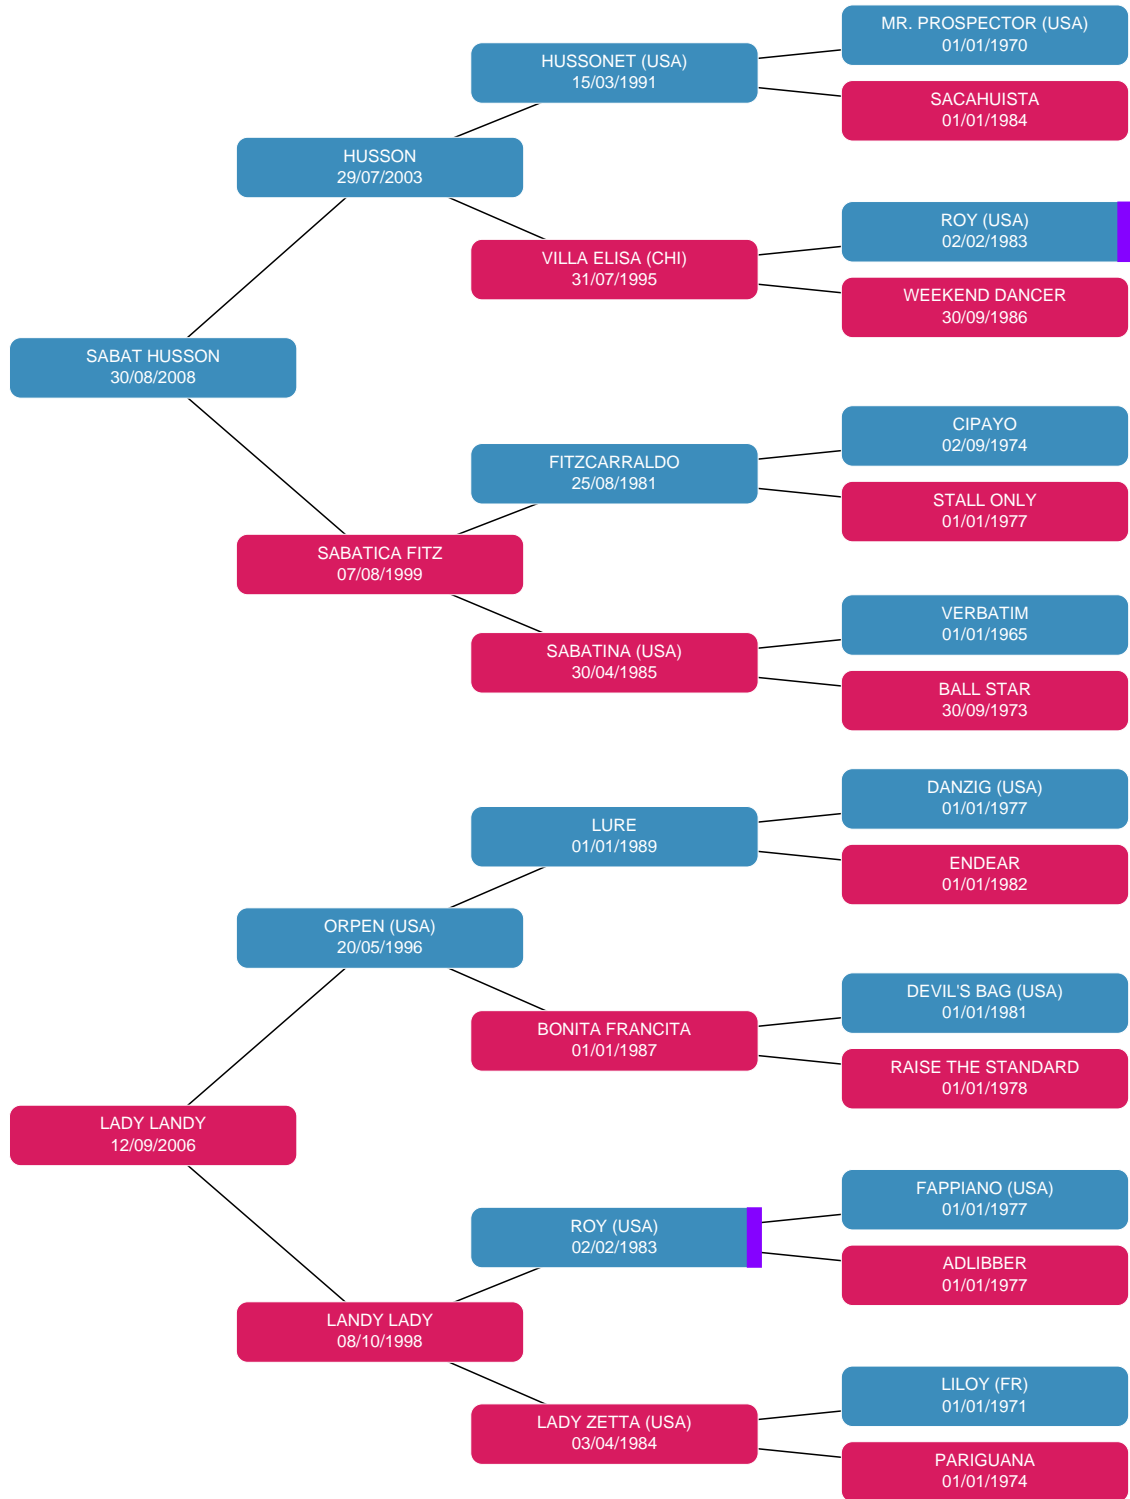 MR. PROSPECTOR (USA)
01/01/1970
HUSSONET (USA)
15/03/1991
SACAHUISTA
01/01/1984
HUSSON
29/07/2003
ROY (USA)
02/02/1983
VILLA ELISA (CHI)
31/07/1995
WEEKEND DANCER
30/09/1986
SABAT HUSSON
30/08/2008
CIPAYO
02/09/1974
FITZCARRALDO
25/08/1981
STALL ONLY
01/01/1977
SABATICA FITZ
07/08/1999
VERBATIM
01/01/1965
SABATINA (USA)
30/04/1985
BALL STAR
30/09/1973
DANZIG (USA)
01/01/1977
LURE
01/01/1989
ENDEAR
01/01/1982
ORPEN (USA)
20/05/1996
DEVIL'S BAG (USA)
01/01/1981
BONITA FRANCITA
01/01/1987
RAISE THE STANDARD
01/01/1978
LADY LANDY
12/09/2006
FAPPIANO (USA)
01/01/1977
ROY (USA)
02/02/1983
ADLIBBER
01/01/1977
LANDY LADY
08/10/1998
LILOY (FR)
01/01/1971
LADY ZETTA (USA)
03/04/1984
PARIGUANA
01/01/1974